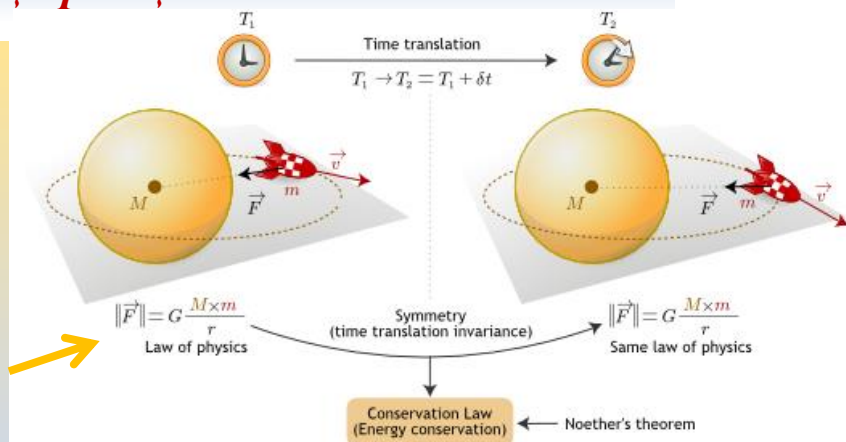 T₁
T₂
Time translation
T₁ → T₂ = T₁ + δt
M
F⃗
m
v⃗
M
F⃗
m
v⃗
‖F⃗‖ = G M×m / r
Law of physics
Symmetry
(time translation invariance)
‖F⃗‖ = G M×m / r
Same law of physics
Conservation Law
(Energy conservation)
Noether's theorem